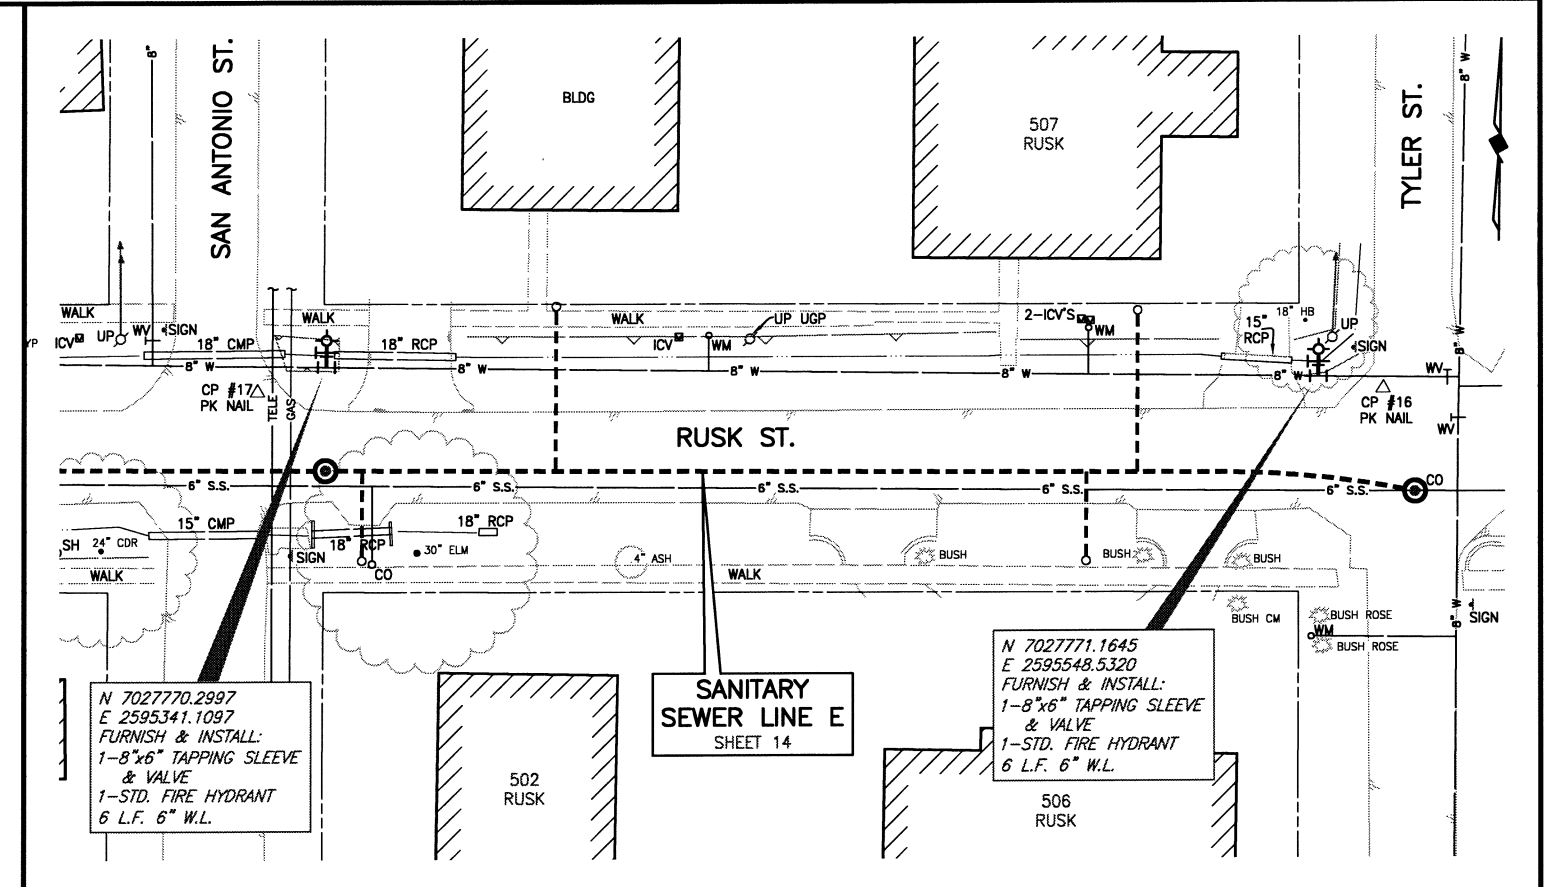 8"
SAN ANTONIO ST.
BLDG
507
RUSK
TYLER ST.
8" W
WALK
YP
ICV
UP
WV
SIGN
18" CMP
8" W
WALK
18" RCP
8" W
CP #17
PK NAIL
TELE
GAS
WALK
ICV
WM
UP UGP
8" W
2-ICV'S
WM
8" W
15"
RCP
18" HB
UP
SIGN
8" W
8" W
WV
CP #16
PK NAIL
WV
RUSK ST.
6" S.S.
6" S.S.
6" S.S.
6" S.S.
6" S.S.
CO
15" CMP
18" RCP
18" RCP
SH
24" CDR
SIGN
30" ELM
CO
WALK
4" ASH
WALK
BUSH
BUSH
BUSH
BUSH CM
BUSH ROSE
WM
BUSH ROSE
8" W
SIGN
N 7027770.2997
E 2595341.1097
FURNISH & INSTALL:
1-8"x6" TAPPING SLEEVE
& VALVE
1-STD. FIRE HYDRANT
6 L.F. 6" W.L.
502
RUSK
SANITARY
SEWER LINE E
SHEET 14
N 7027771.1645
E 2595548.5320
FURNISH & INSTALL:
1-8"x6" TAPPING SLEEVE
& VALVE
1-STD. FIRE HYDRANT
6 L.F. 6" W.L.
506
RUSK